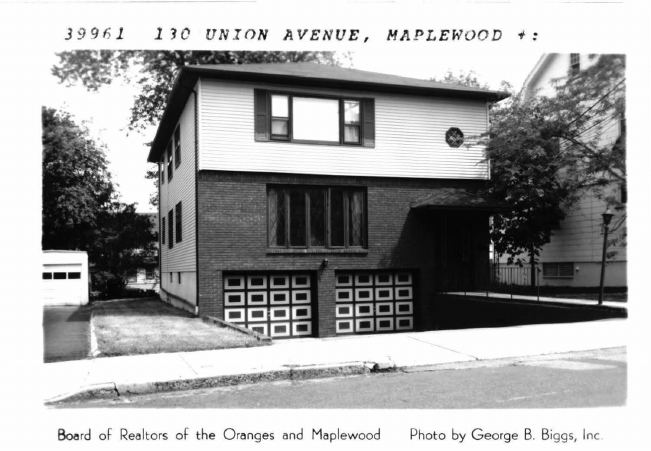 39961 130 UNION AVENUE, MAPLEWOOD +:
Board of Realtors of the Oranges and Maplewood Photo by George B. Biggs, Inc.